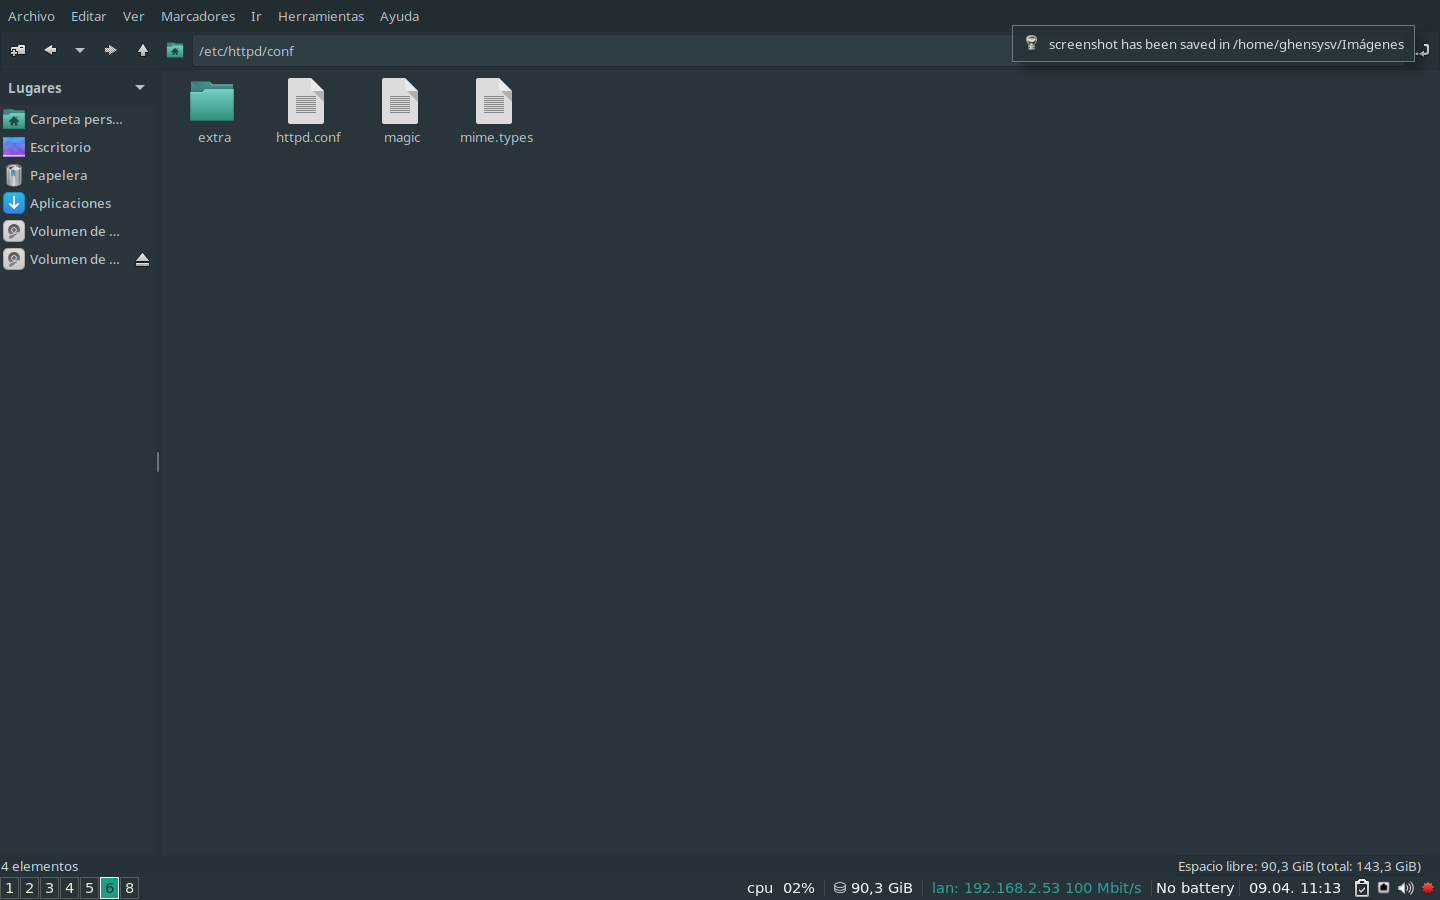 Archivo Editar Ver Marcadores Ir Herramientas Ayuda
/etc/httpd/conf
screenshot has been saved in /home/ghensysv/Imágenes
Lugares
Carpeta pers...
Escritorio
Papelera
Aplicaciones
Volumen de ...
Volumen de ...
extra
httpd.conf
magic
mime.types
4 elementos
Espacio libre: 90,3 GiB (total: 143,3 GiB)
1 2 3 4 5 6 8
cpu 02% 90,3 GiB lan: 192.168.2.53 100 Mbit/s No battery 09.04. 11:13